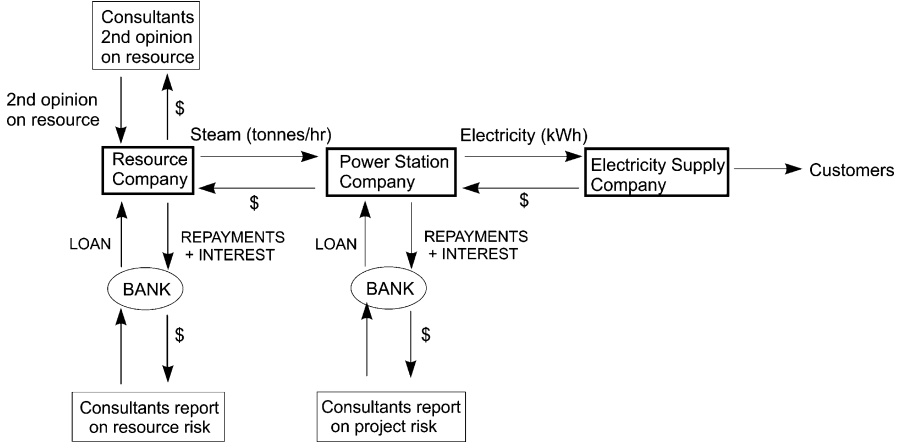 Consultants
2nd opinion
on resource
2nd opinion
on resource
$
Steam (tonnes/hr)
Electricity (kWh)
Resource
Company
Power Station
Company
Electricity Supply
Company
Customers
$
$
LOAN
REPAYMENTS
+ INTEREST
LOAN
REPAYMENTS
+ INTEREST
BANK
BANK
$
$
Consultants report
on resource risk
Consultants report
on project risk